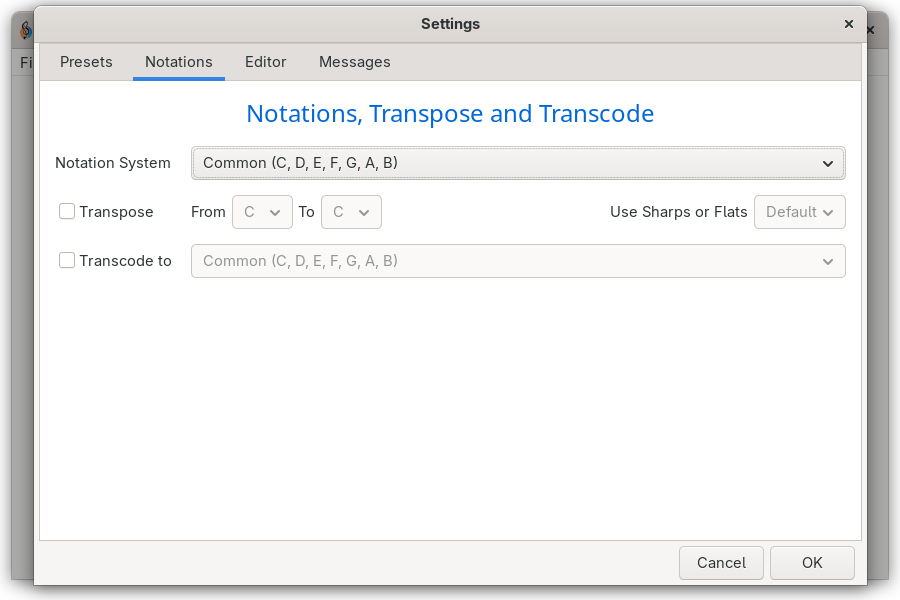 Settings
Fi
Presets Notations Editor Messages
Notations, Transpose and Transcode
Notation System Common (C, D, E, F, G, A, B)
Transpose From C To C Use Sharps or Flats Default
Transcode to Common (C, D, E, F, G, A, B)
Cancel OK